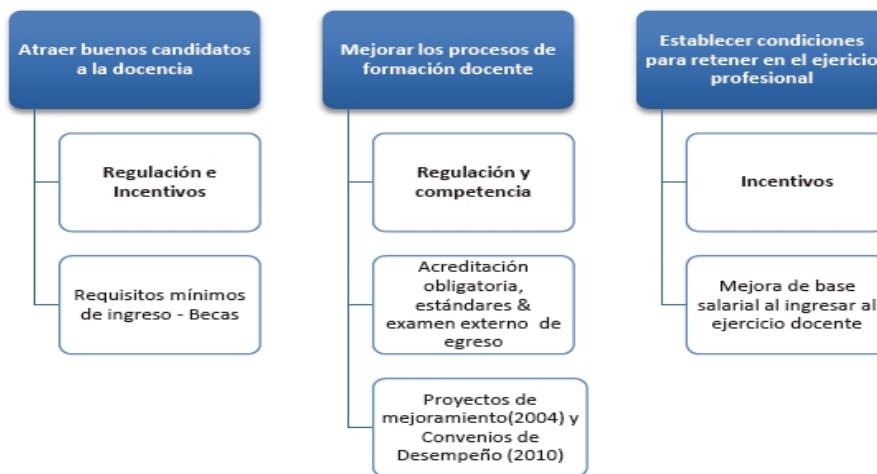 Atraer buenos candidatos
a la docencia
Regulación e
Incentivos
Requisitos mínimos
de ingreso - Becas
Mejorar los procesos de
formación docente
Regulación y
competencia
Acreditación
obligatoria,
estándares &
examen externo de
egreso
Proyectos de
mejoramiento(2004) y
Convenios de
Desempeño (2010)
Establecer condiciones
para retener en el ejericio
profesional
Incentivos
Mejora de base
salarial al ingresar al
ejercicio docente